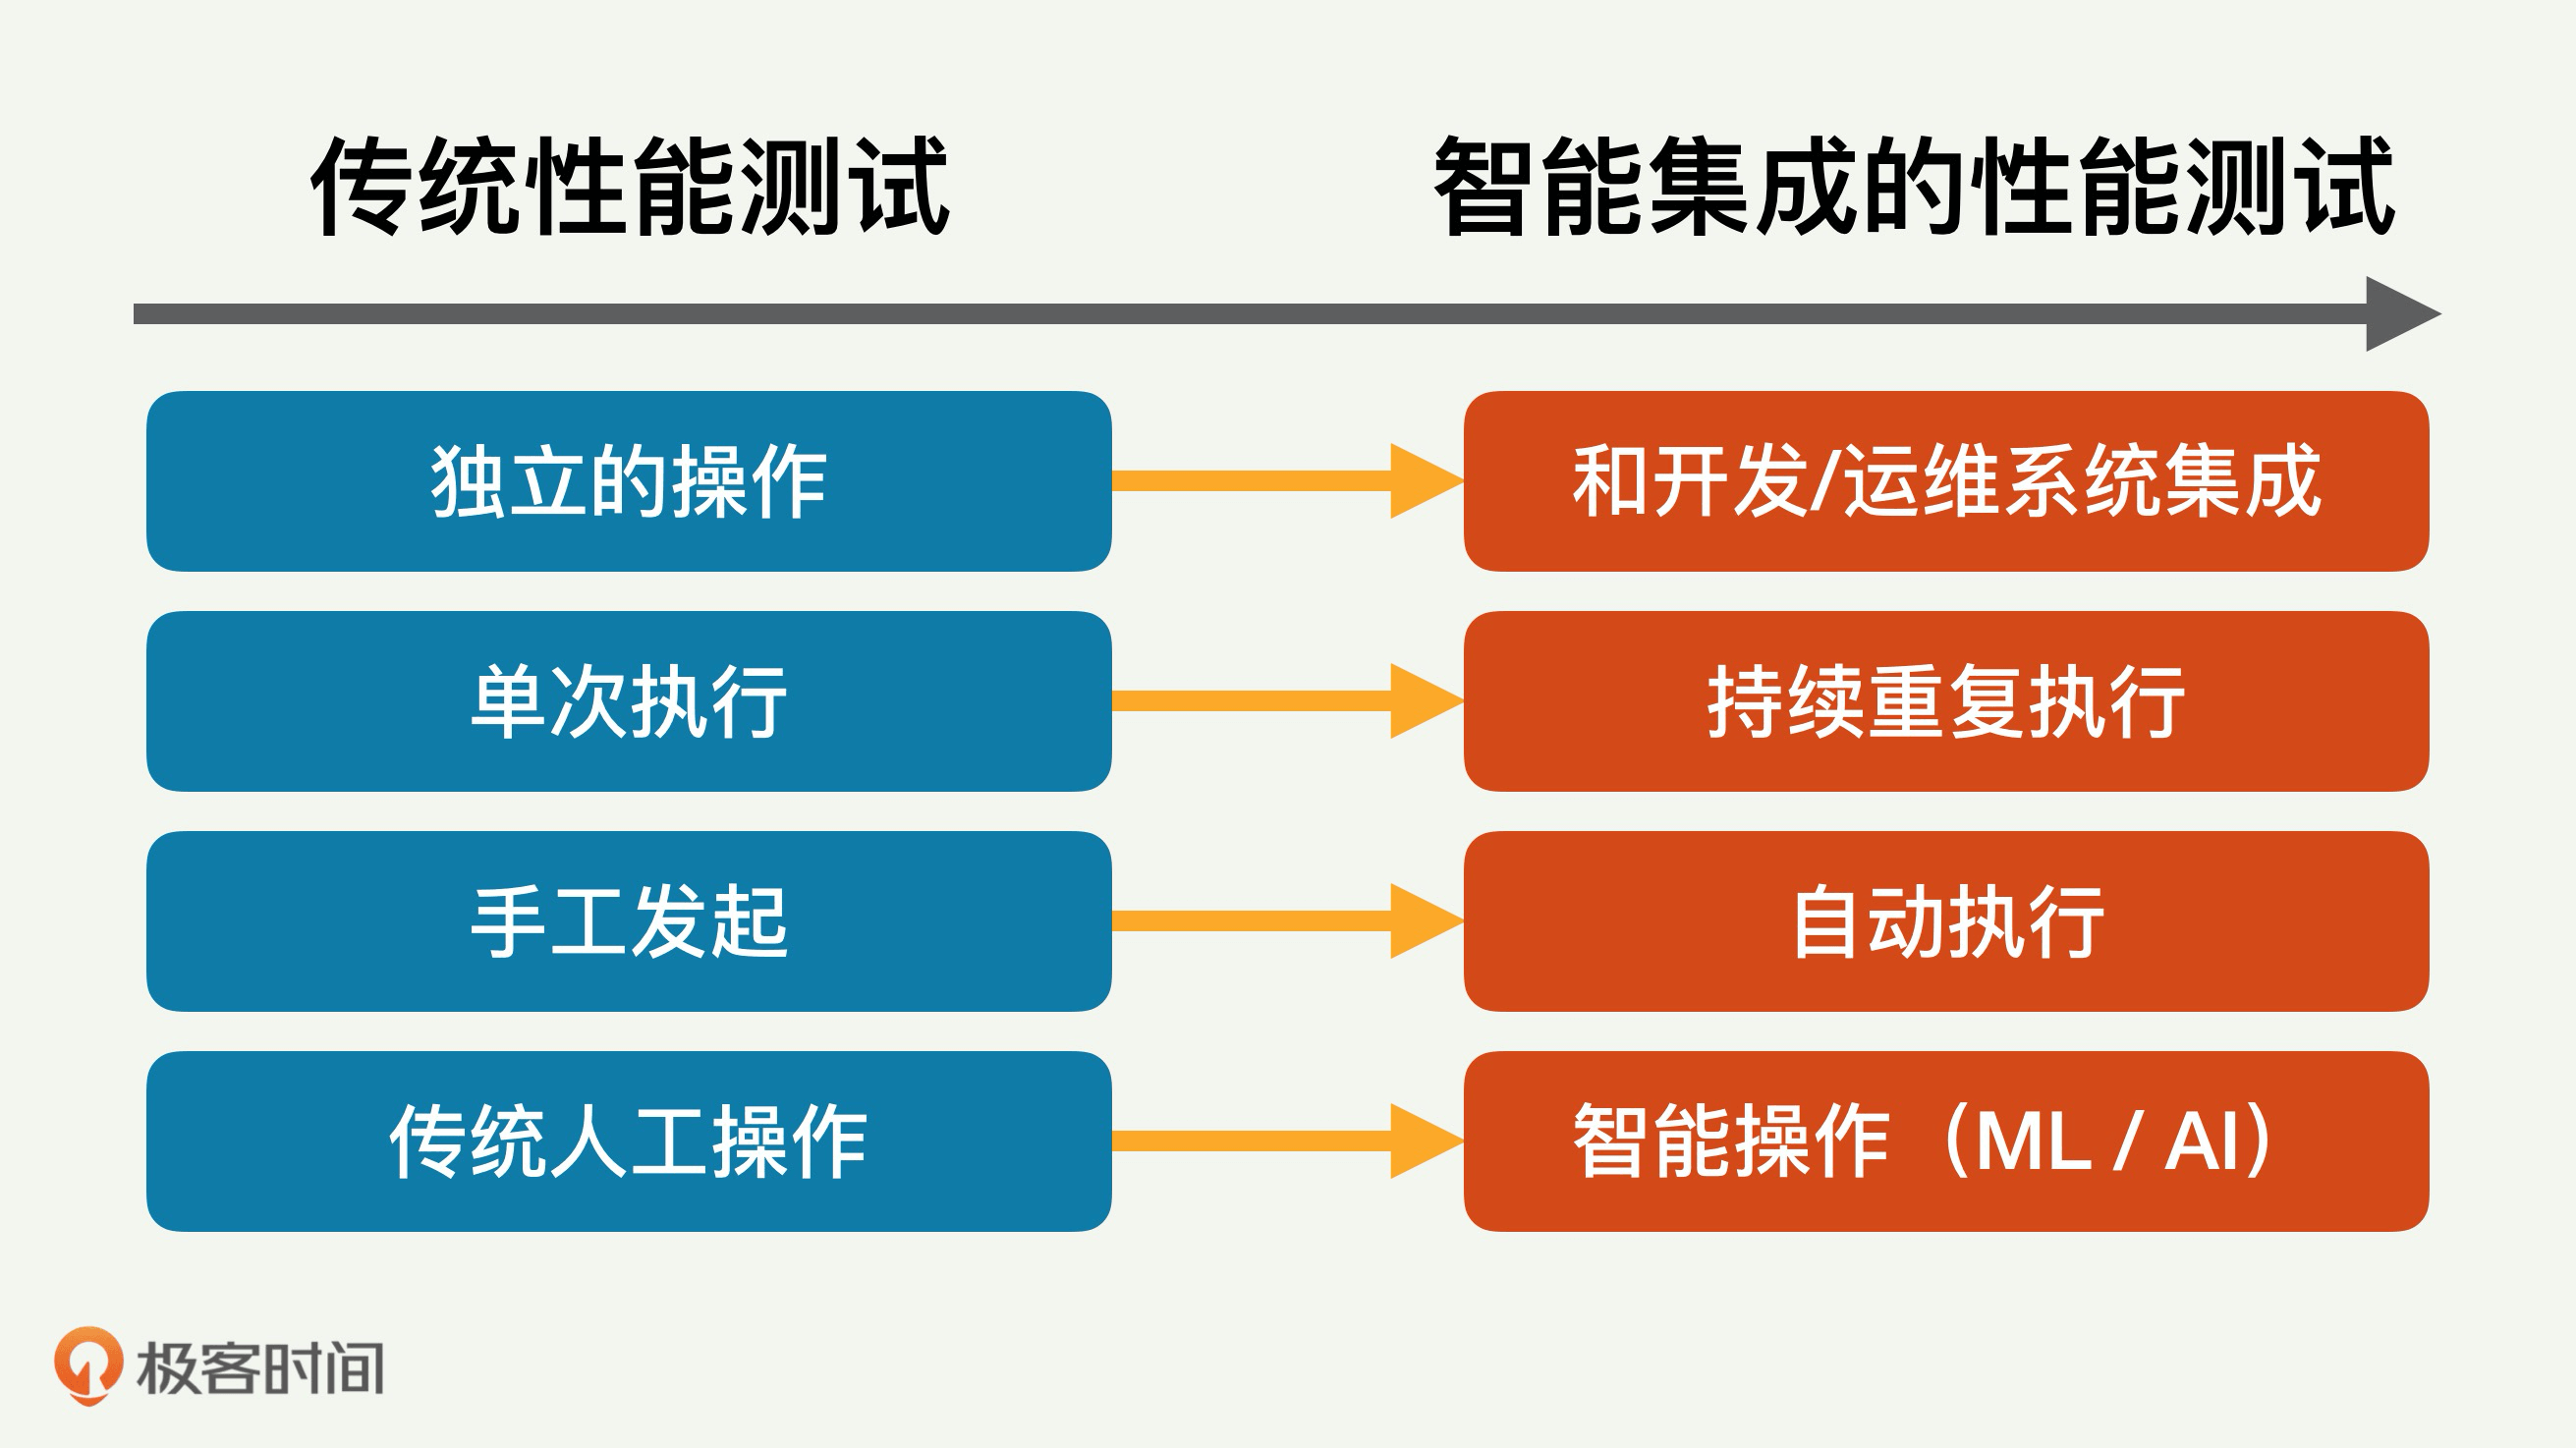 传统性能测试
智能集成的性能测试
独立的操作
和开发/运维系统集成
单次执行
持续重复执行
手工发起
自动执行
传统人工操作
智能操作（ML / AI）
极客时间